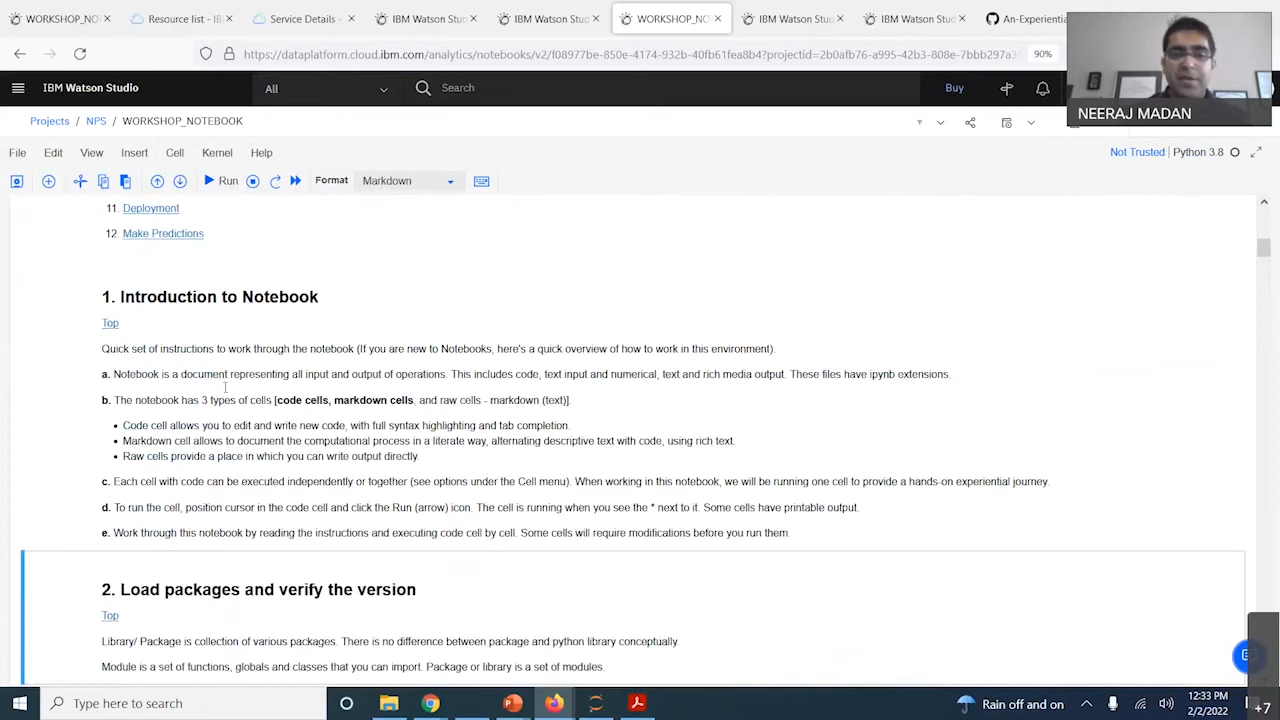 WORKSHOP_NO
Resource list - IB
Service Details -
IBM Watson Stu
IBM Watson Stu
WORKSHOP_NO
IBM Watson Stu
IBM Watson Stu
An-Experientia
https://dataplatform.cloud.ibm.com/analytics/notebooks/v2/f08977be-850e-4174-932b-40fb61fea8b4?projectid=2b0afb76-a995-42b3-808e-7bbb297a3
90%
IBM Watson Studio
All
Search
Buy
NEERAJ MADAN
Projects / NPS / WORKSHOP_NOTEBOOK
File Edit View Insert Cell Kernel Help
Not Trusted | Python 3.8
Run
Format
Markdown
11. Deployment
12. Make Predictions
1. Introduction to Notebook
Top
Quick set of instructions to work through the notebook (If you are new to Notebooks, here's a quick overview of how to work in this environment).
a. Notebook is a document representing all input and output of operations. This includes code, text input and numerical, text and rich media output. These files have ipynb extensions.
b. The notebook has 3 types of cells [code cells, markdown cells, and raw cells - markdown (text)].
• Code cell allows you to edit and write new code, with full syntax highlighting and tab completion.
• Markdown cell allows to document the computational process in a literate way, alternating descriptive text with code, using rich text.
• Raw cells provide a place in which you can write output directly.
c. Each cell with code can be executed independently or together (see options under the Cell menu). When working in this notebook, we will be running one cell to provide a hands-on experiential journey.
d. To run the cell, position cursor in the code cell and click the Run (arrow) icon. The cell is running when you see the * next to it. Some cells have printable output.
e. Work through this notebook by reading the instructions and executing code cell by cell. Some cells will require modifications before you run them.
2. Load packages and verify the version
Top
Library/ Package is collection of various packages. There is no difference between package and python library conceptually.
Module is a set of functions, globals and classes that you can import. Package or library is a set of modules.
Type here to search
Rain off and on
12:33 PM
2/2/2022
+7